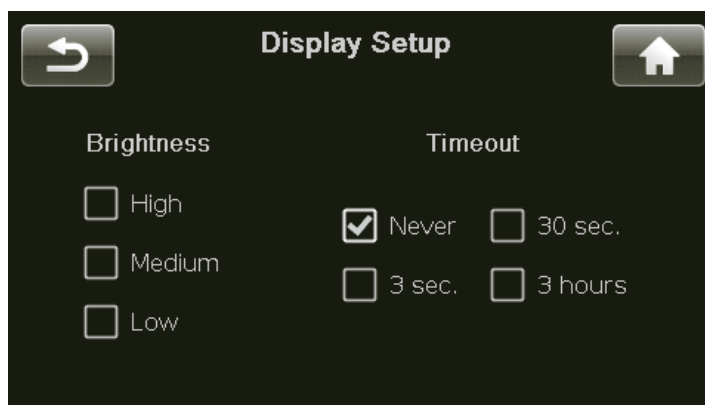 Display Setup
Brightness
High
Medium
Low
Timeout
Never
30 sec.
3 sec.
3 hours